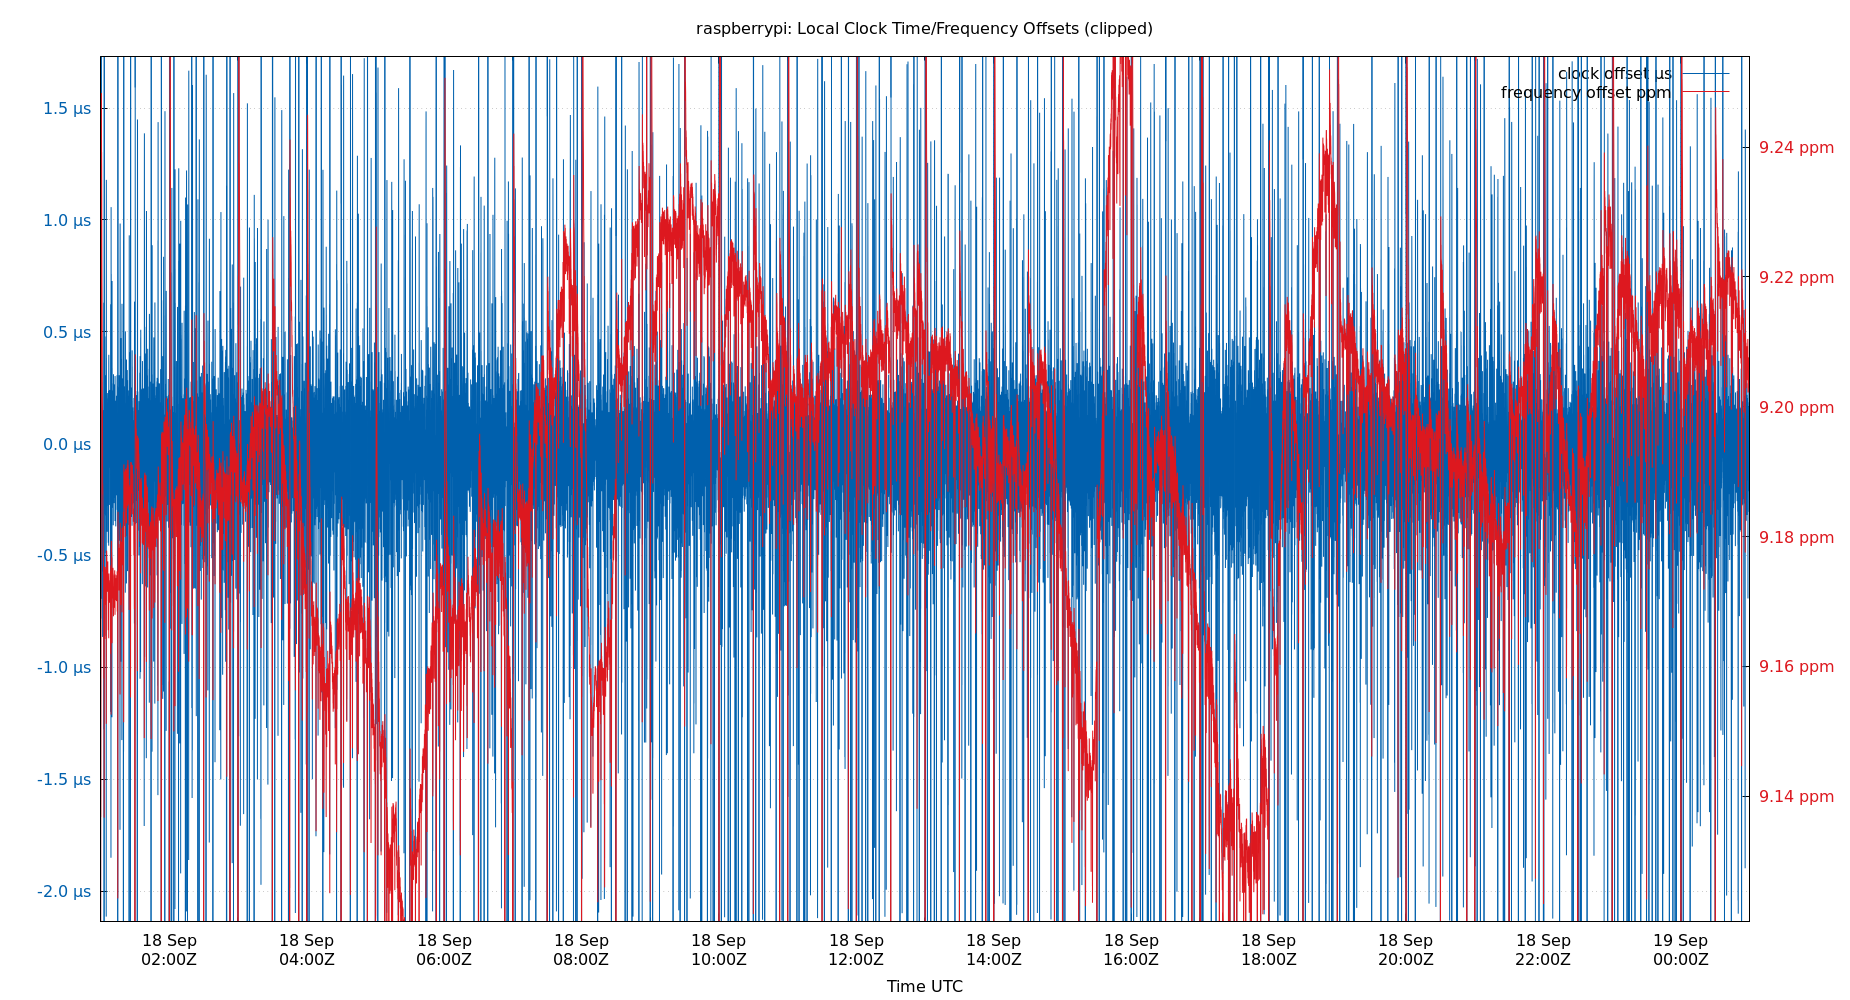 raspberrypi: Local Clock Time/Frequency Offsets (clipped)
clock offset µs
frequency offset ppm
1.5 µs
1.0 µs
0.5 µs
0.0 µs
-0.5 µs
-1.0 µs
-1.5 µs
-2.0 µs
9.24 ppm
9.22 ppm
9.20 ppm
9.18 ppm
9.16 ppm
9.14 ppm
18 Sep 18 Sep 18 Sep 18 Sep 18 Sep 18 Sep 18 Sep 18 Sep 18 Sep 18 Sep 18 Sep 19 Sep
02:00Z 04:00Z 06:00Z 08:00Z 10:00Z 12:00Z 14:00Z 16:00Z 18:00Z 20:00Z 22:00Z 00:00Z
Time UTC